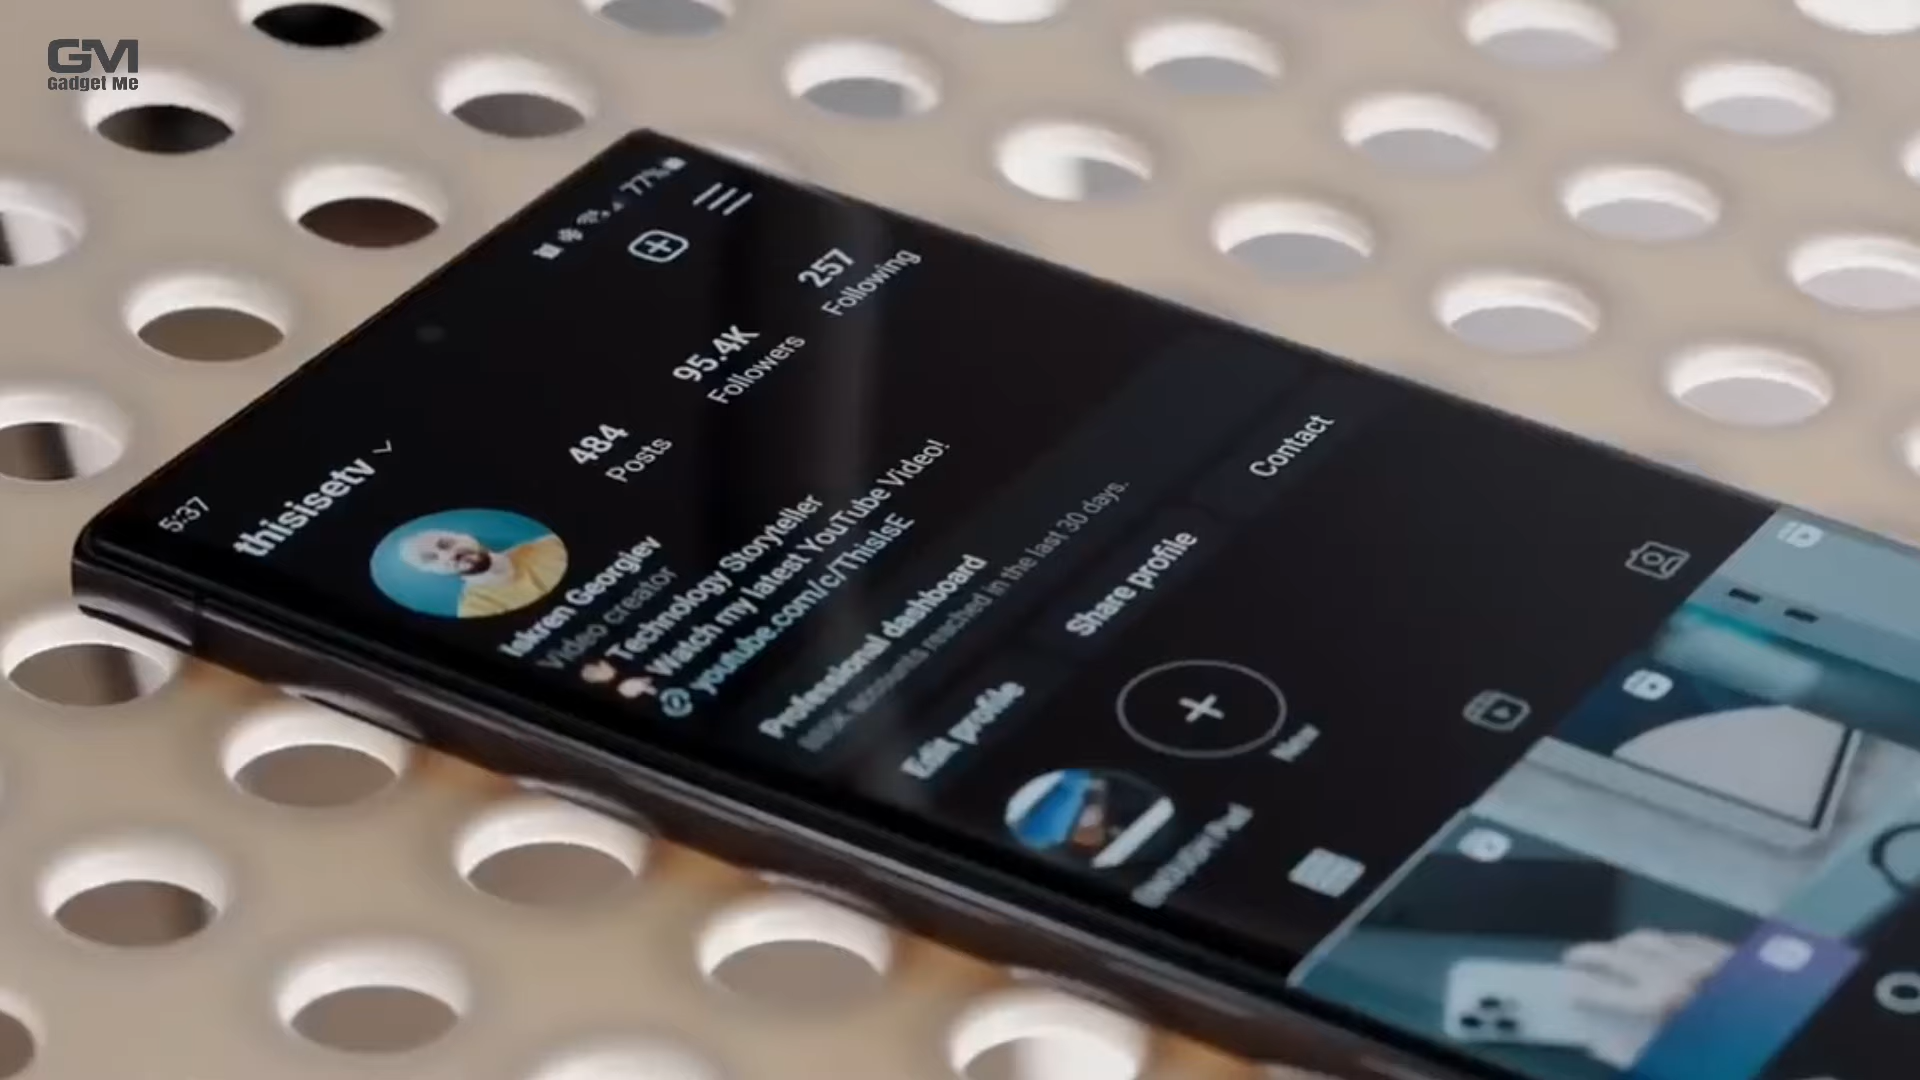 GM
Gadget Me
5:37
77%
thisisetv
484
Posts
95.4K
Followers
257
Following
Iskren Georgiev
Video creator
Technology Storyteller
Watch my latest YouTube Video!
youtube.com/c/ThisIsE
Professional dashboard
accounts reached in the last 30 days.
Edit profile
Share profile
Contact
New
Pad